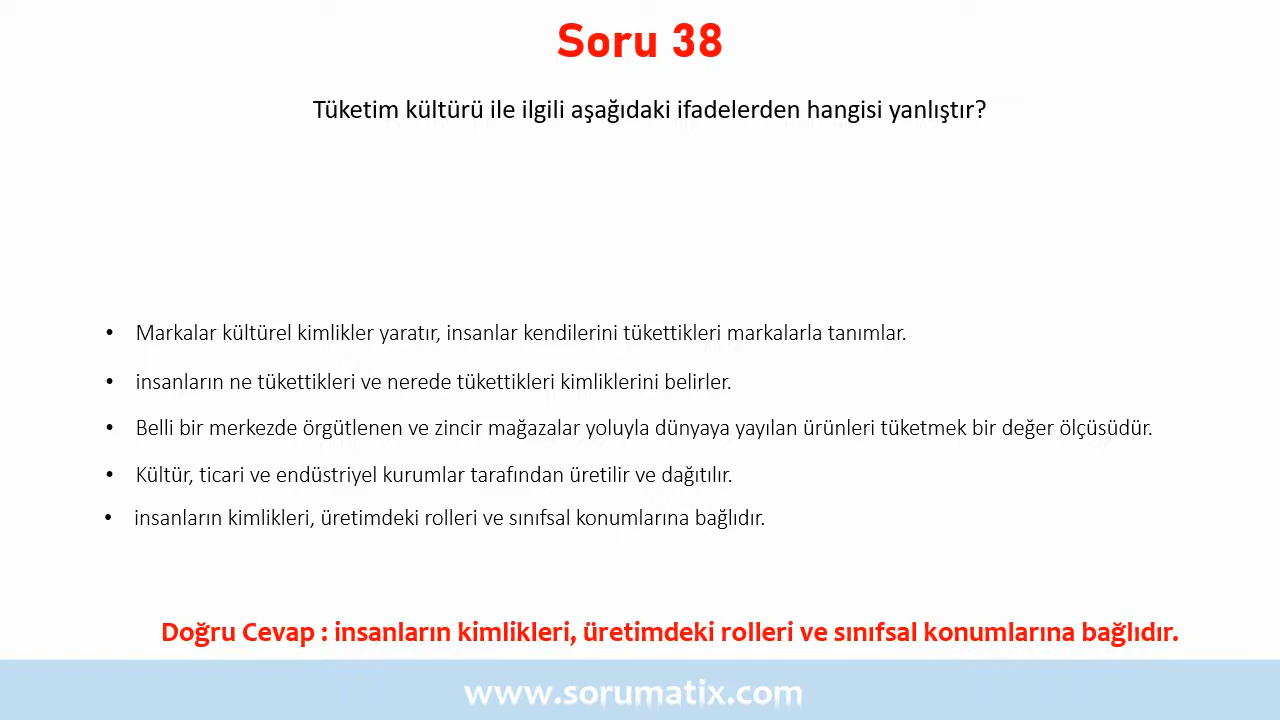 Soru 38
Tüketim kültürü ile ilgili aşağıdaki ifadelerden hangisi yanlıştır?
• Markalar kültürel kimlikler yaratır, insanlar kendilerini tükettikleri markalarla tanımlar.
• insanların ne tükettikleri ve nerede tükettikleri kimliklerini belirler.
• Belli bir merkezde örgütlenen ve zincir mağazalar yoluyla dünyaya yayılan ürünleri tüketmek bir değer ölçüsüdür.
• Kültür, ticari ve endüstriyel kurumlar tarafından üretilir ve dağıtılır.
• insanların kimlikleri, üretimdeki rolleri ve sınıfsal konumlarına bağlıdır.
Doğru Cevap : insanların kimlikleri, üretimdeki rolleri ve sınıfsal konumlarına bağlıdır.
www.sorumatix.com